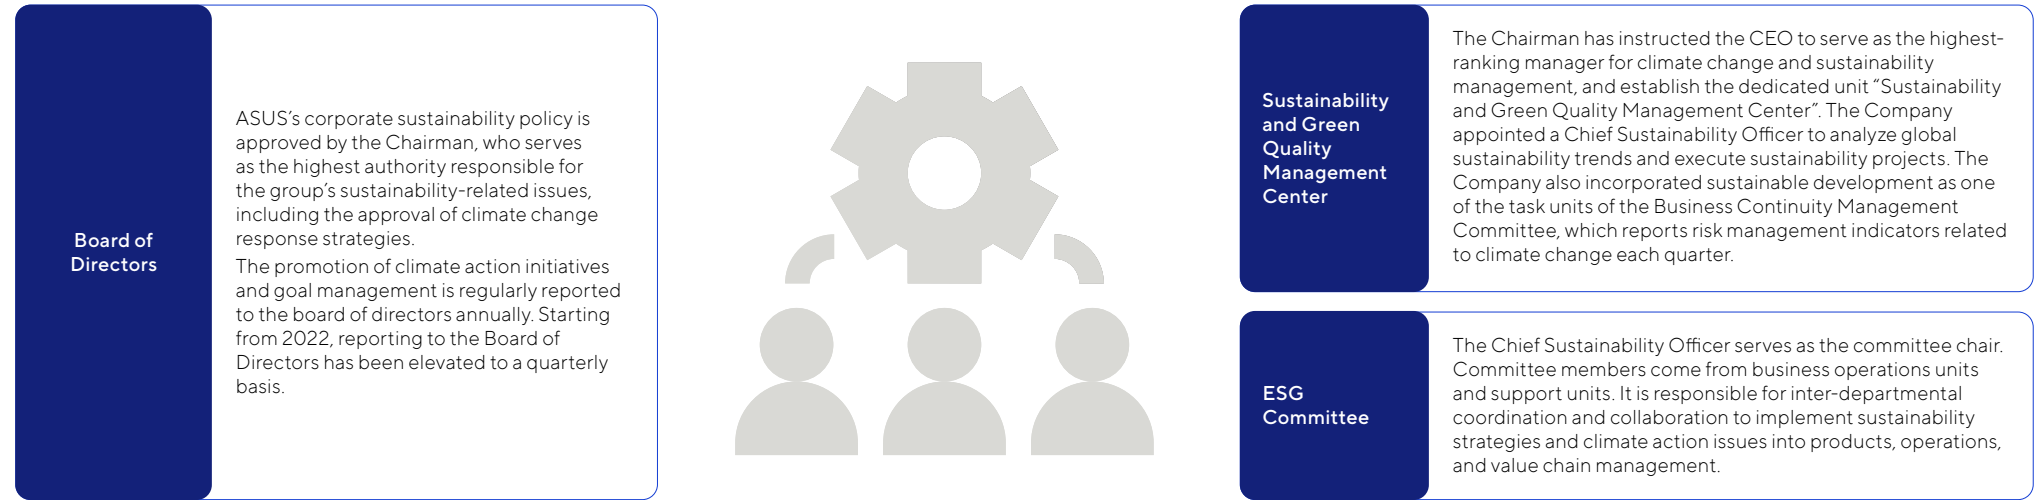 Board of
Directors
ASUS’s corporate sustainability policy is
approved by the Chairman, who serves
as the highest authority responsible for
the group’s sustainability-related issues,
including the approval of climate change
response strategies.
The promotion of climate action initiatives
and goal management is regularly reported
to the board of directors annually. Starting
from 2022, reporting to the Board of
Directors has been elevated to a quarterly
basis.
Sustainability
and Green
Quality
Management
Center
The Chairman has instructed the CEO to serve as the highest-
ranking manager for climate change and sustainability
management, and establish the dedicated unit “Sustainability
and Green Quality Management Center”. The Company
appointed a Chief Sustainability Officer to analyze global
sustainability trends and execute sustainability projects. The
Company also incorporated sustainable development as one
of the task units of the Business Continuity Management
Committee, which reports risk management indicators related
to climate change each quarter.
ESG
Committee
The Chief Sustainability Officer serves as the committee chair.
Committee members come from business operations units
and support units. It is responsible for inter-departmental
coordination and collaboration to implement sustainability
strategies and climate action issues into products, operations,
and value chain management.